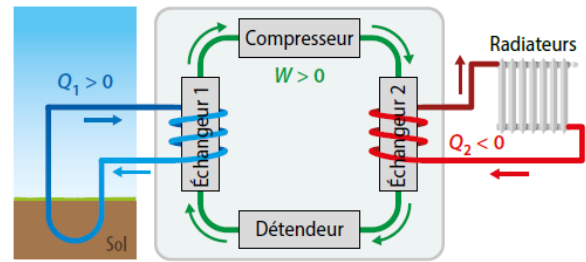 Compresseur
Radiateurs
Q1 > 0
W > 0
Échangeur 1
Échangeur 2
Q2 < 0
Détendeur
Sol